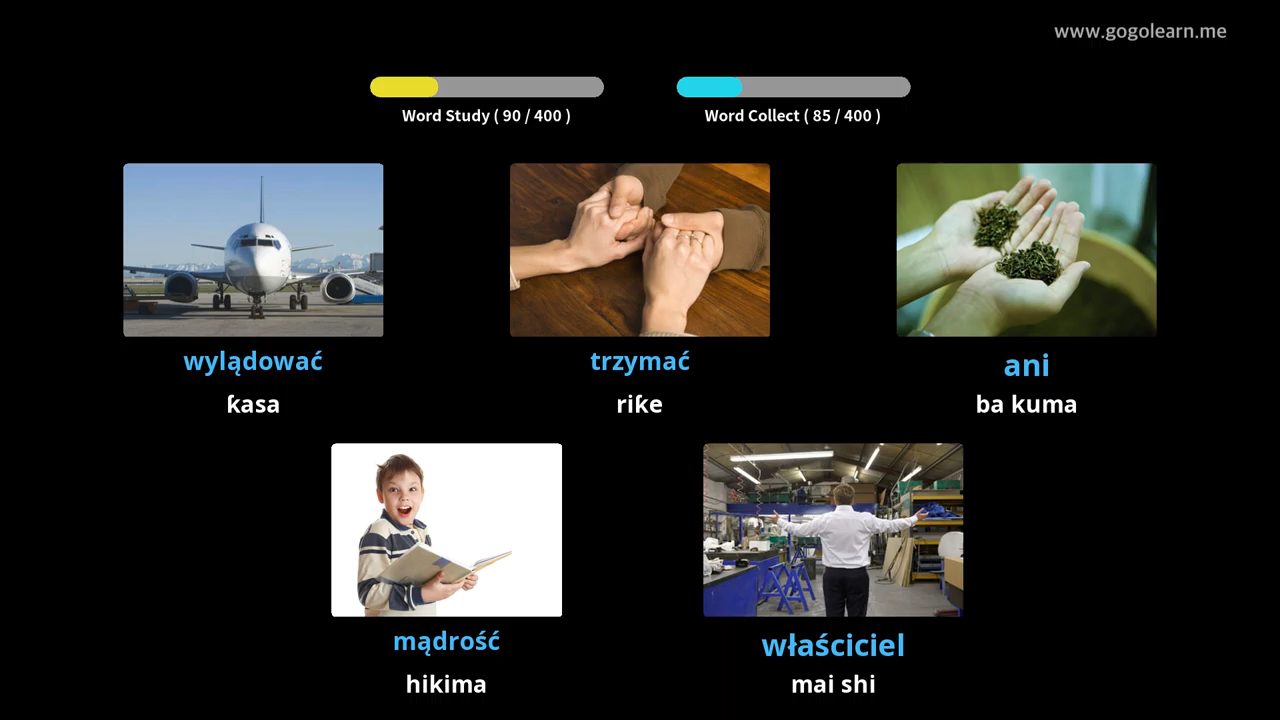 www.gogolearn.me
Word Study ( 90 / 400 )
Word Collect ( 85 / 400 )
wylądować
ƙasa
trzymać
riƙe
ani
ba kuma
mądrość
hikima
właściciel
mai shi